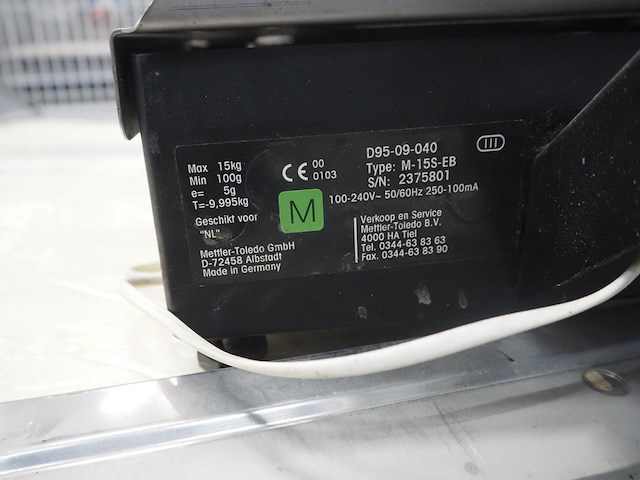 Max 15kg
Min 100g
e= 5g
T=-9,995kg
Geschikt voor
"NL"
Mettler-Toledo GmbH
D-72458 Albstadt
Made in Germany
CE 00
0103
M
D95-09-040
Type: M-15S-EB
S/N: 2375801
100-240V~ 50/60Hz 250-100mA
Verkoop en Service
Mettler-Toledo B.V.
4000 HA Tiel
Tel. 0344-63 83 63
Fax. 0344-63 83 90
III